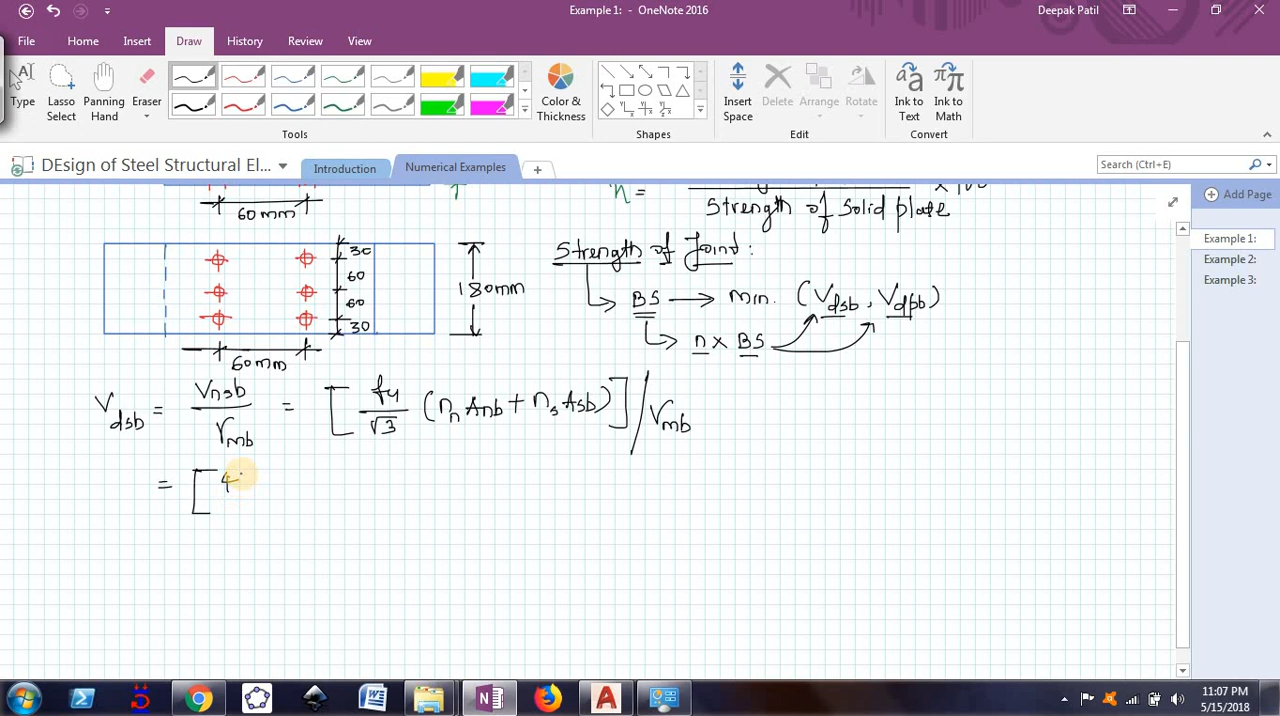 Example 1: - OneNote 2016
Deepak Patil
File Home Insert Draw History Review View
Type
Lasso Select
Panning Hand
Eraser
Color & Thickness
Insert Space
Delete
Arrange
Rotate
Ink to Text
Ink to Math
Tools
Shapes
Edit
Convert
DEsign of Steel Structural El...
Introduction
Numerical Examples
Search (Ctrl+E)
Add Page
Example 1:
Example 2:
Example 3:
60mm
η =
Strength of Solid plate
30
60
60
30
180mm
60mm
Strength of Joint:
BS → min. (Vdsb, Vdpb)
n × BS
Vdsb = Vnsb / γmb = [ fu / √3 (nn Anb + ns Asb) ] / γmb
= [ 4
11:07 PM
5/15/2018